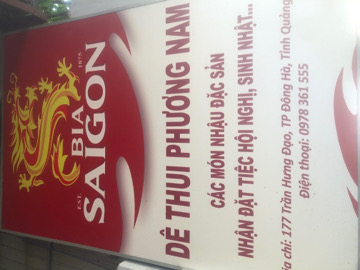 BIA
SAIGON
EST.
1875
DÊ THUI PHƯƠNG NAM
CÁC MÓN NHẬU ĐẶC SẢN
NHẬN ĐẶT TIỆC HỘI NGHỊ, SINH NHẬT...
chỉ: 177 Trần Hưng Đạo, TP Đông Hà, Tỉnh Quảng
Điện thoại: 0978 361 555